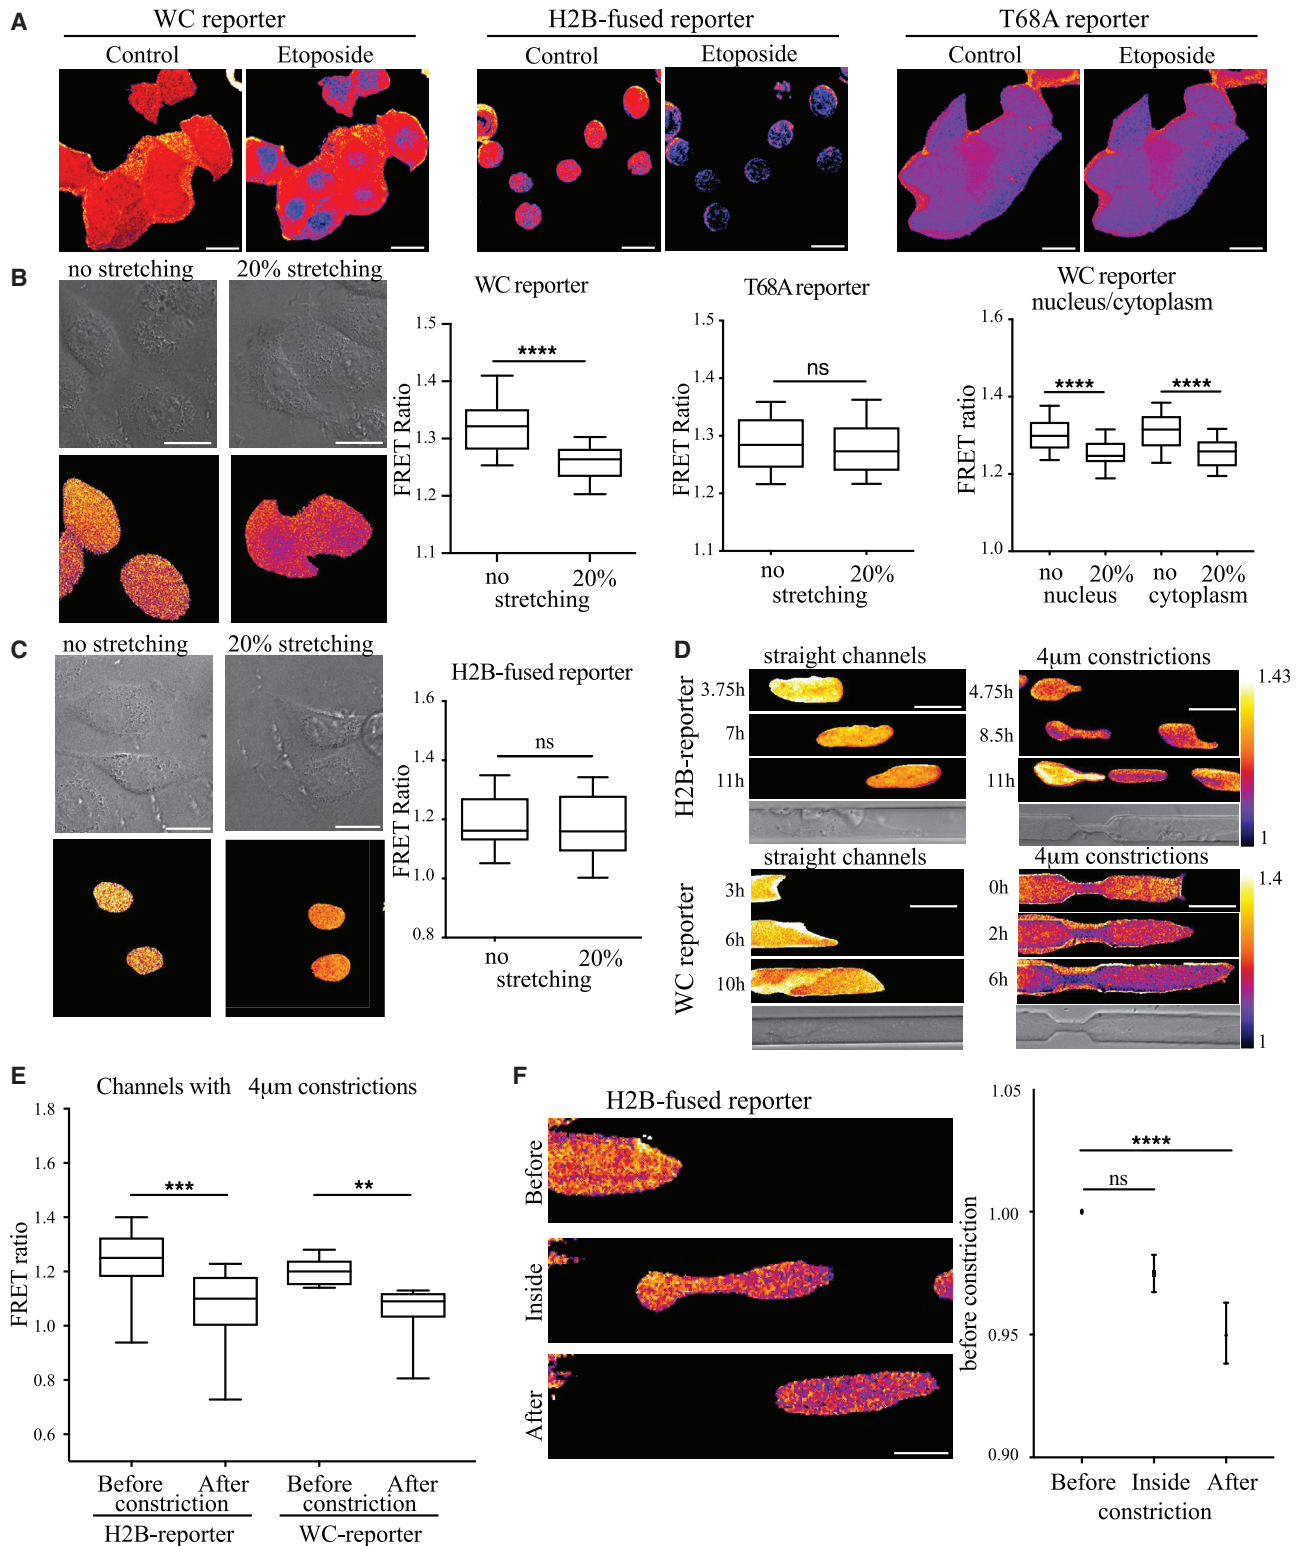 A
WC reporter
H2B-fused reporter
T68A reporter
Control
Etoposide
Control
Etoposide
Control
Etoposide
B
no stretching
20% stretching
WC reporter
1.5
1.4
1.3
1.2
1.1
FRET Ratio
****
no
20%
stretching
T68A reporter
1.5
1.4
1.3
1.2
1.1
FRET Ratio
ns
no
20%
stretching
WC reporter
nucleus/cytoplasm
1.6
1.4
1.2
1.0
FRET ratio
****
****
no 20% no 20%
nucleus cytoplasm
C
no stretching
20% stretching
H2B-fused reporter
1.6
1.4
1.2
1.0
0.8
FRET Ratio
ns
no
20%
stretching
D
straight channels
4μm constrictions
H2B-reporter
3.75h
7h
11h
4.75h
8.5h
11h
1.43
1
straight channels
4μm constrictions
WC reporter
3h
6h
10h
0h
2h
6h
1.4
1
E
Channels with 4μm constrictions
1.8
1.6
1.4
1.2
1.0
0.8
0.6
FRET ratio
***
**
Before After Before After
constriction constriction
H2B-reporter WC-reporter
F
H2B-fused reporter
Before
Inside
After
1.05
1.00
0.95
0.90
before constriction
****
ns
Before Inside After
constriction